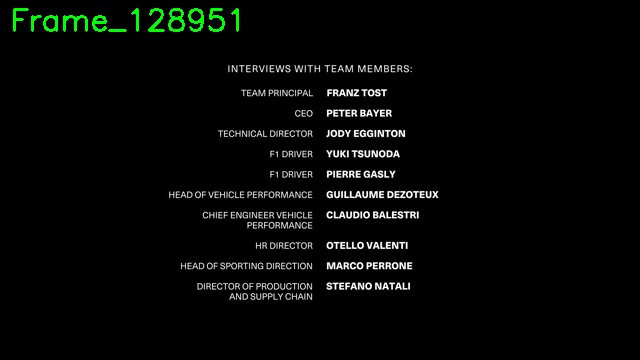 Frame_128951
INTERVIEWS WITH TEAM MEMBERS:
TEAM PRINCIPAL FRANZ TOST
CEO PETER BAYER
TECHNICAL DIRECTOR JODY EGGINTON
F1 DRIVER YUKI TSUNODA
F1 DRIVER PIERRE GASLY
HEAD OF VEHICLE PERFORMANCE GUILLAUME DEZOTEUX
CHIEF ENGINEER VEHICLE CLAUDIO BALESTRI
PERFORMANCE
HR DIRECTOR OTELLO VALENTI
HEAD OF SPORTING DIRECTION MARCO PERRONE
DIRECTOR OF PRODUCTION STEFANO NATALI
AND SUPPLY CHAIN